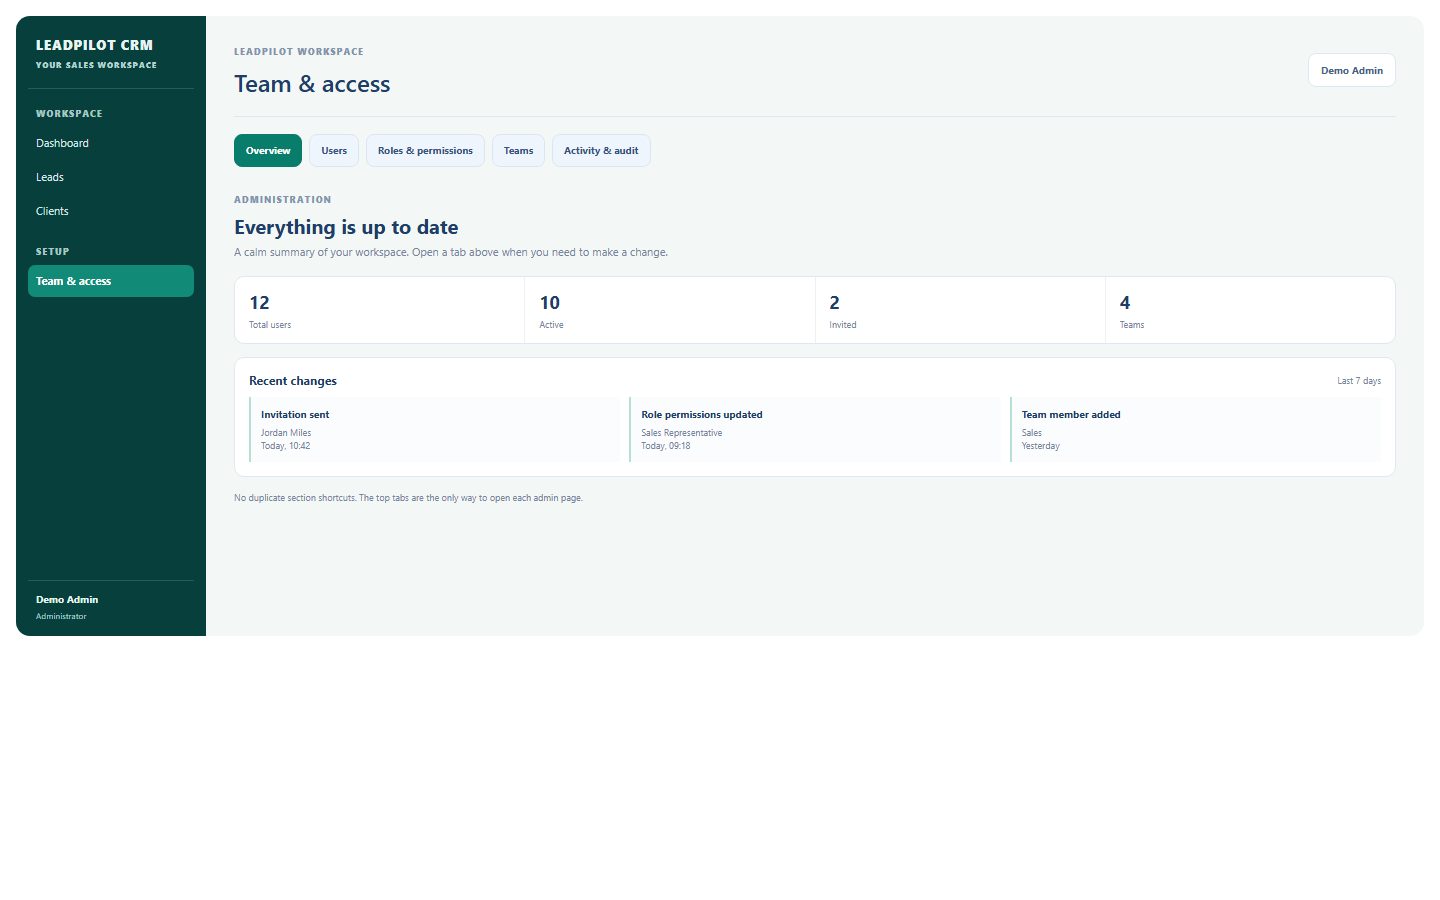 LEADPILOT CRM
YOUR SALES WORKSPACE
WORKSPACE
Dashboard
Leads
Clients
SETUP
Team & access
Demo Admin
Administrator
LEADPILOT WORKSPACE
Team & access
Demo Admin
Overview
Users
Roles & permissions
Teams
Activity & audit
ADMINISTRATION
Everything is up to date
A calm summary of your workspace. Open a tab above when you need to make a change.
12
Total users
10
Active
2
Invited
4
Teams
Recent changes
Last 7 days
Invitation sent
Jordan Miles
Today, 10:42
Role permissions updated
Sales Representative
Today, 09:18
Team member added
Sales
Yesterday
No duplicate section shortcuts. The top tabs are the only way to open each admin page.